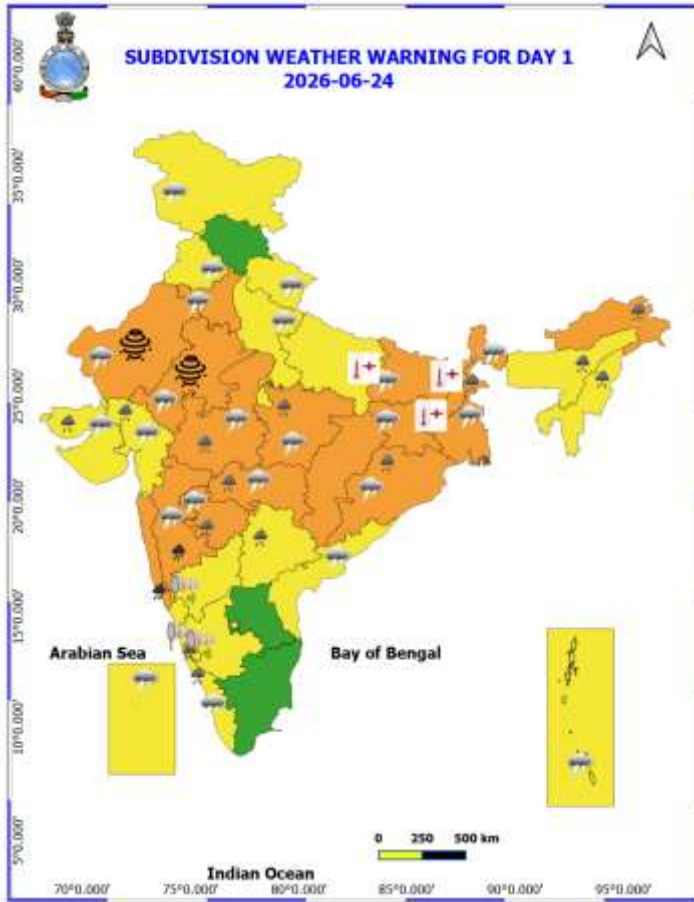 SUBDIVISION WEATHER WARNING FOR DAY 1
2026-06-24
40°0.000'
35°0.000'
30°0.000'
25°0.000'
20°0.000'
15°0.000'
10°0.000'
5°0.000'
Arabian Sea
Bay of Bengal
0 250 500 km
Indian Ocean
70°0.000' 75°0.000' 80°0.000' 85°0.000' 90°0.000' 95°0.000'